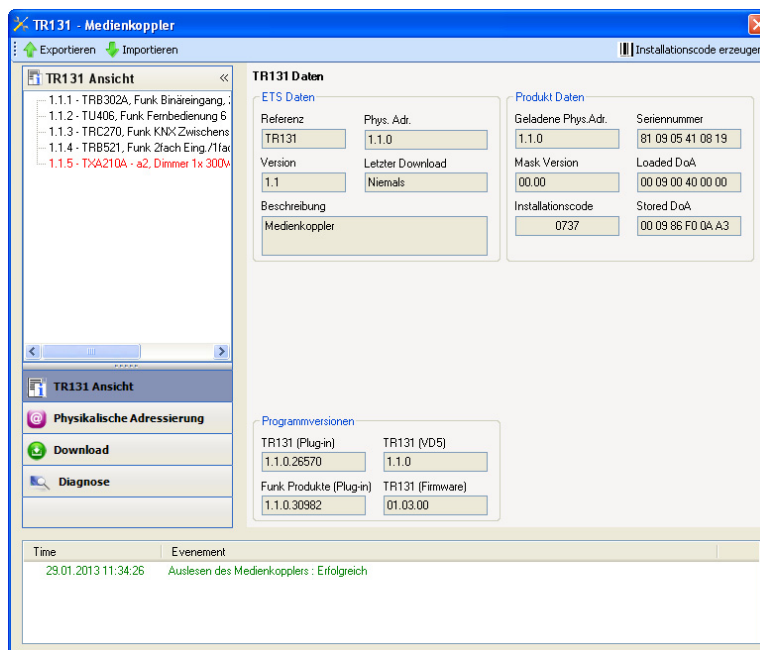 TR131 - Medienkoppler
Exportieren Importieren Installationscode erzeuger
TR131 Ansicht «
1.1.1 - TRB302A, Funk Binäreingang,
1.1.2 - TU406, Funk Fernbedienung 6
1.1.3 - TRC270, Funk KNX Zwischens
1.1.4 - TRB521, Funk 2fach Eing./1fac
1.1.5 - TXA210A - a2, Dimmer 1x 300W
TR131 Ansicht
Physikalische Adressierung
Download
Diagnose
TR131 Daten
ETS Daten
Referenz Phys. Adr.
TR131 1.1.0
Version Letzter Download
1.1 Niemals
Beschreibung
Medienkoppler
Produkt Daten
Geladene Phys.Adr. Seriennummer
1.1.0 81 09 05 41 08 19
Mask Version Loaded DoA
00.00 00 09 00 40 00 00
Installationscode Stored DoA
0737 00 09 86 F0 0A A3
Programmversionen
TR131 (Plug-in) TR131 (VD5)
1.1.0.26570 1.1.0
Funk Produkte (Plug-in) TR131 (Firmware)
1.1.0.30982 01.03.00
Time Evenement
29.01.2013 11:34:26 Auslesen des Medienkopplers : Erfolgreich